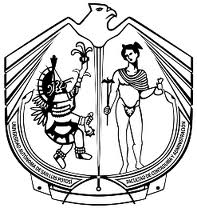 UNIVERSIDAD AUTONOMA DE SAN LUIS POTOSI
FACULTAD DE CONTADURIA Y ADMINISTRACION